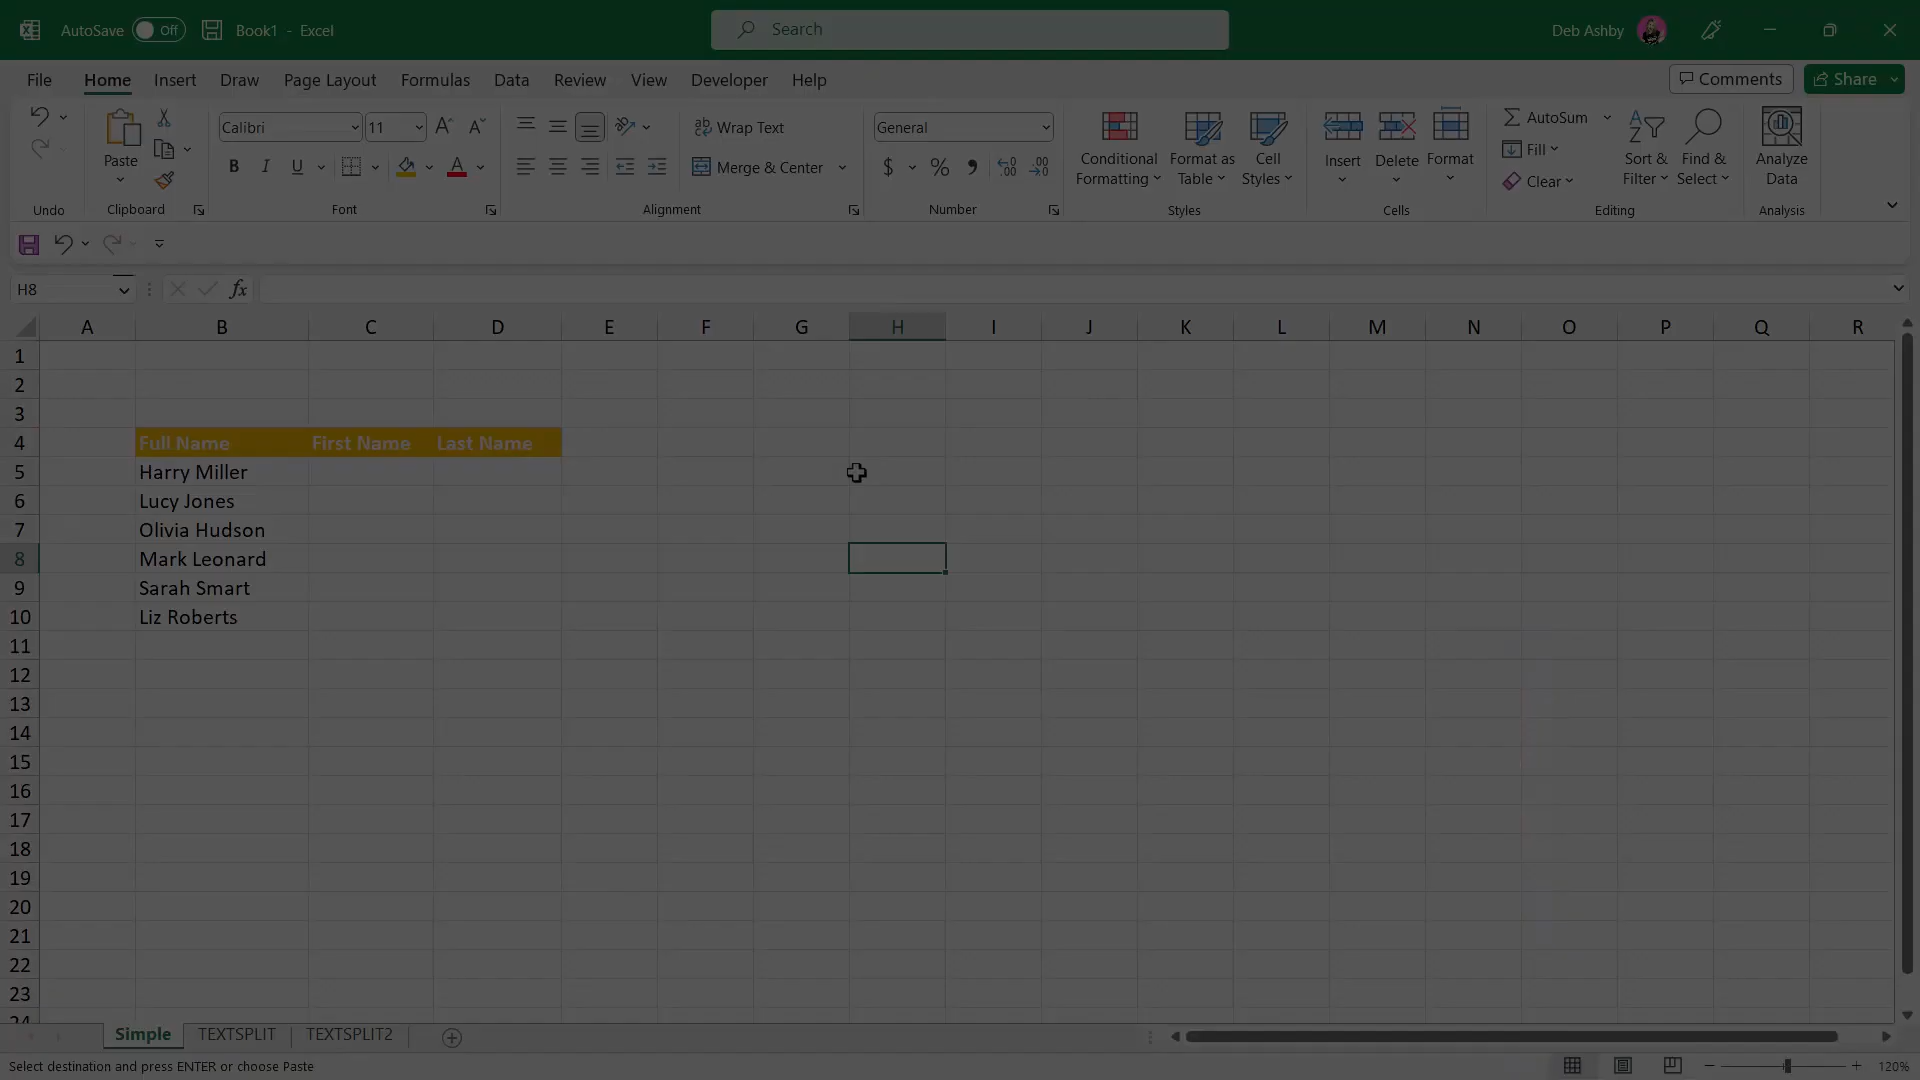 AutoSave Off Book1 - Excel Search Deb Ashby
File Home Insert Draw Page Layout Formulas Data Review View Developer Help Comments Share
Calibri 11 Wrap Text General AutoSum
Paste Merge & Center $ % Conditional Formatting Format as Table Cell Styles Insert Delete Format Fill Clear Sort & Filter Find & Select Analyze Data
B I U A
Undo Clipboard Font Alignment Number Styles Cells Editing Analysis
H8 fx
A B C D E F G H I J K L M N O P Q R
1
2
3
4 Full Name First Name Last Name
5 Harry Miller
6 Lucy Jones
7 Olivia Hudson
8 Mark Leonard
9 Sarah Smart
10 Liz Roberts
11
12
13
14
15
16
17
18
19
20
21
22
23
24
Simple TEXTSPLIT TEXTSPLIT2
Select destination and press ENTER or choose Paste 120%